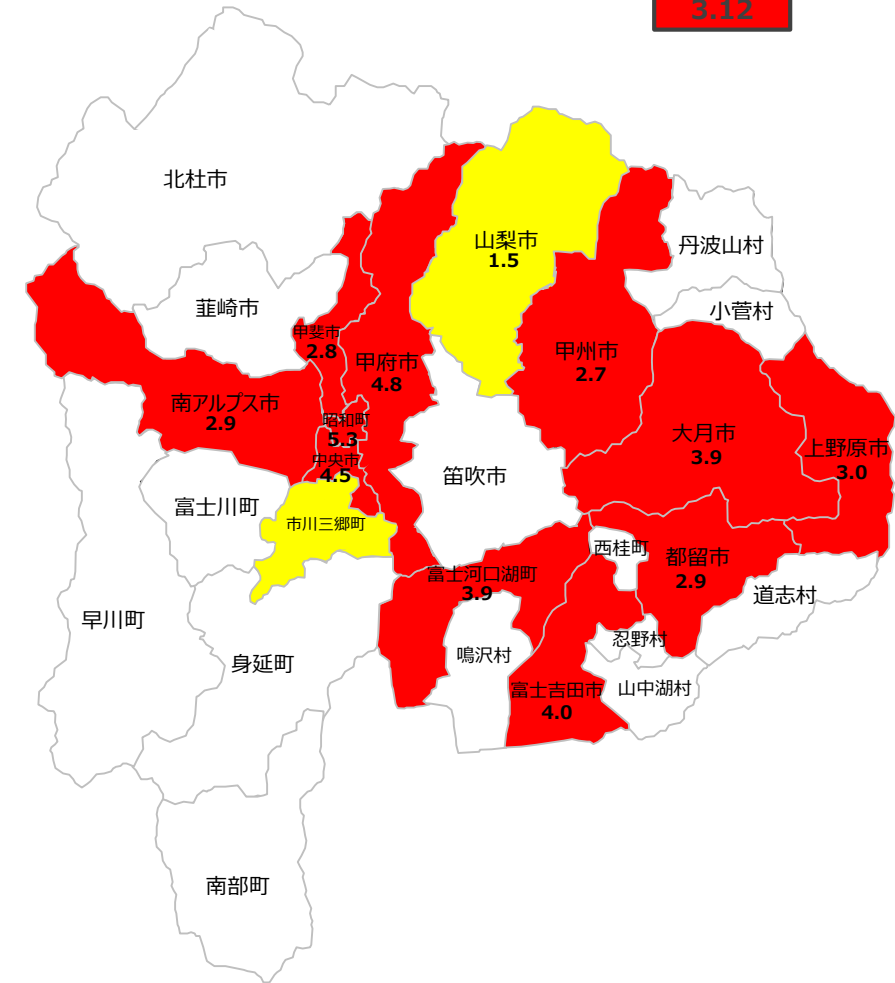 3.12
北杜市
山梨市
1.5
丹波山村
韮崎市
小菅村
甲斐市
2.8
甲府市
4.8
甲州市
2.7
南アルプス市
2.9
昭和町
5.3
大月市
3.9
上野原市
3.0
中央市
4.5
笛吹市
富士川町
市川三郷町
西桂町
都留市
2.9
富士河口湖町
3.9
道志村
早川町
忍野村
身延町
鳴沢村
富士吉田市
4.0
山中湖村
南部町